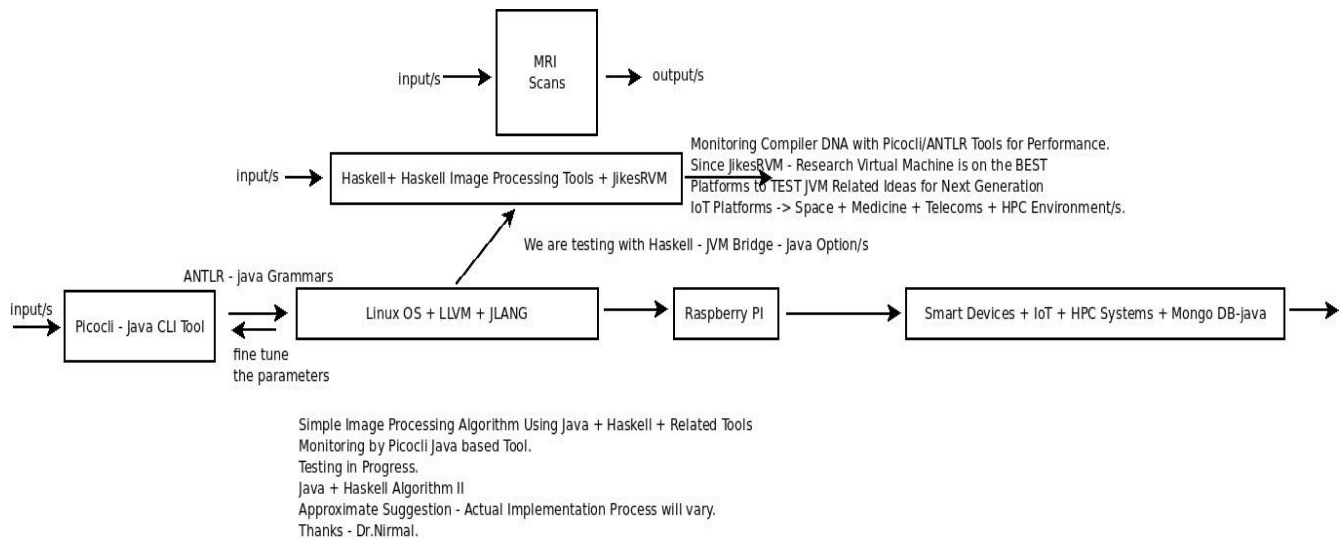 MRI
Scans
input/s
output/s
Monitoring Compiler DNA with Picocli/ANTLR Tools for Performance.
Since JikesRVM - Research Virtual Machine is on the BEST
Platforms to TEST JVM Related Ideas for Next Generation
IoT Platforms -> Space + Medicine + Telecoms + HPC Environment/s.
input/s
Haskell+ Haskell Image Processing Tools + JikesRVM
We are testing with Haskell - JVM Bridge - Java Option/s
ANTLR - java Grammars
input/s
Picocli - Java CLI Tool
Linux OS + LLVM + JLANG
Raspberry PI
Smart Devices + IoT + HPC Systems + Mongo DB-java
fine tune
the parameters
Simple Image Processing Algorithm Using Java + Haskell + Related Tools
Monitoring by Picocli Java based Tool.
Testing in Progress.
Java + Haskell Algorithm II
Approximate Suggestion - Actual Implementation Process will vary.
Thanks - Dr.Nirmal.